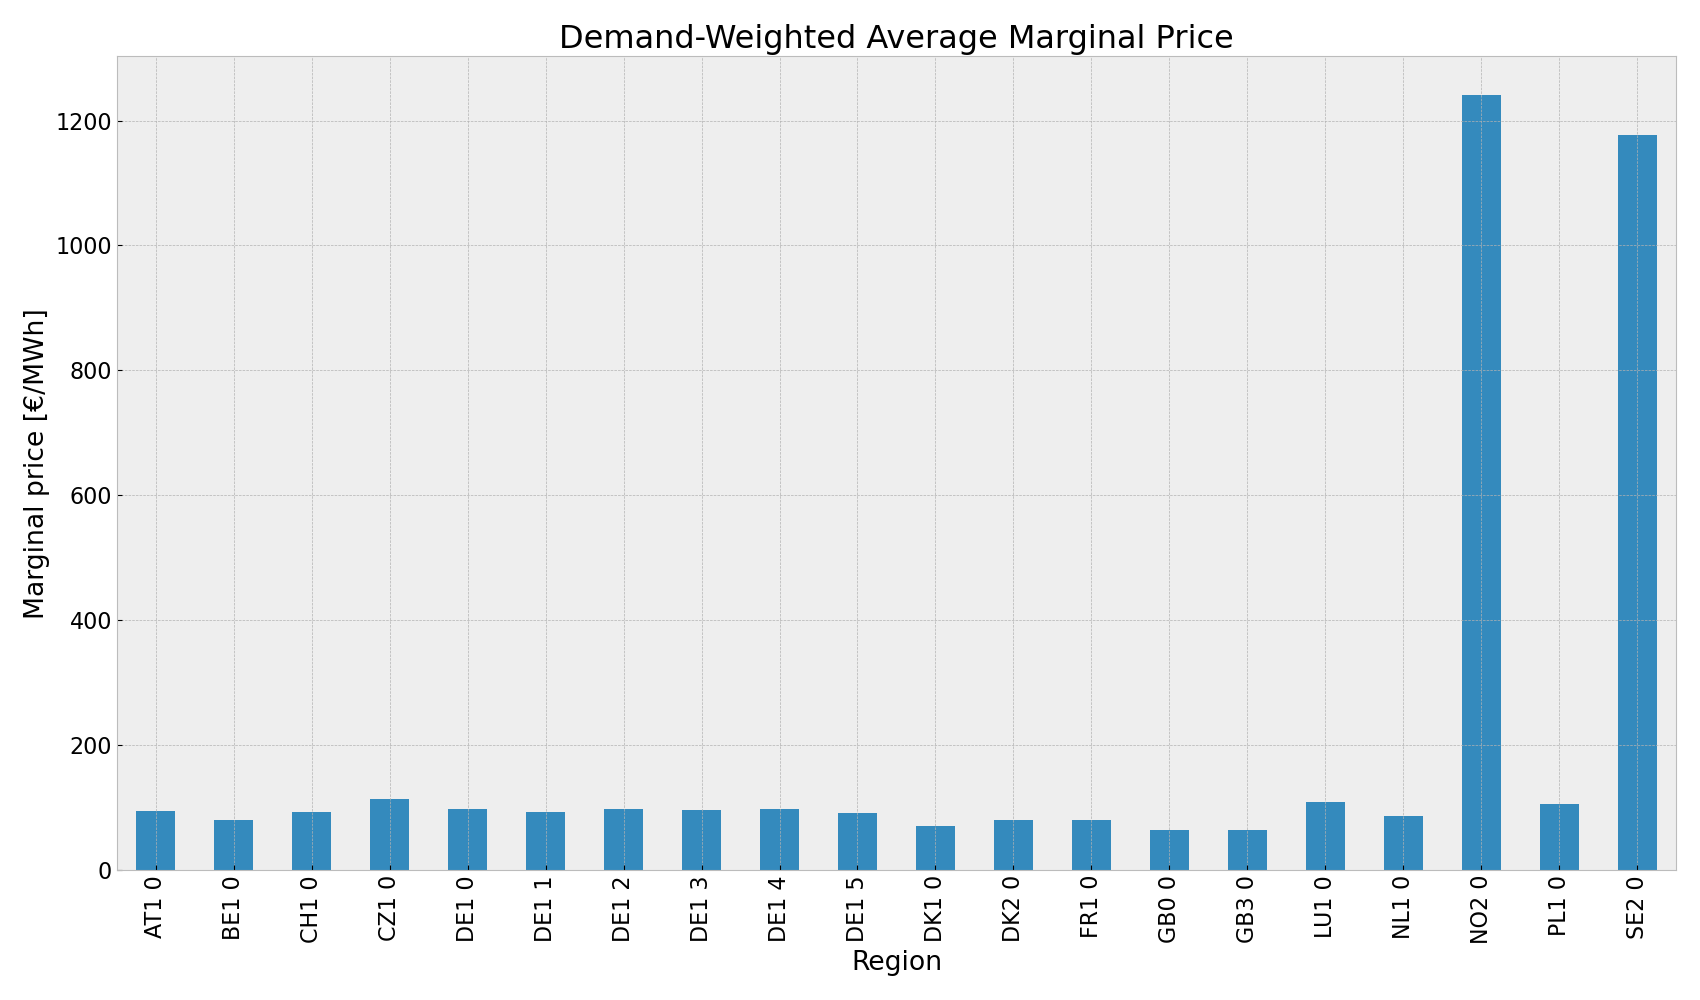 Demand-Weighted Average Marginal Price
Marginal price [€/MWh]
1200
1000
800
600
400
200
0
AT1 0
BE1 0
CH1 0
CZ1 0
DE1 0
DE1 1
DE1 2
DE1 3
DE1 4
DE1 5
DK1 0
DK2 0
FR1 0
GB0 0
GB3 0
LU1 0
NL1 0
NO2 0
PL1 0
SE2 0
Region